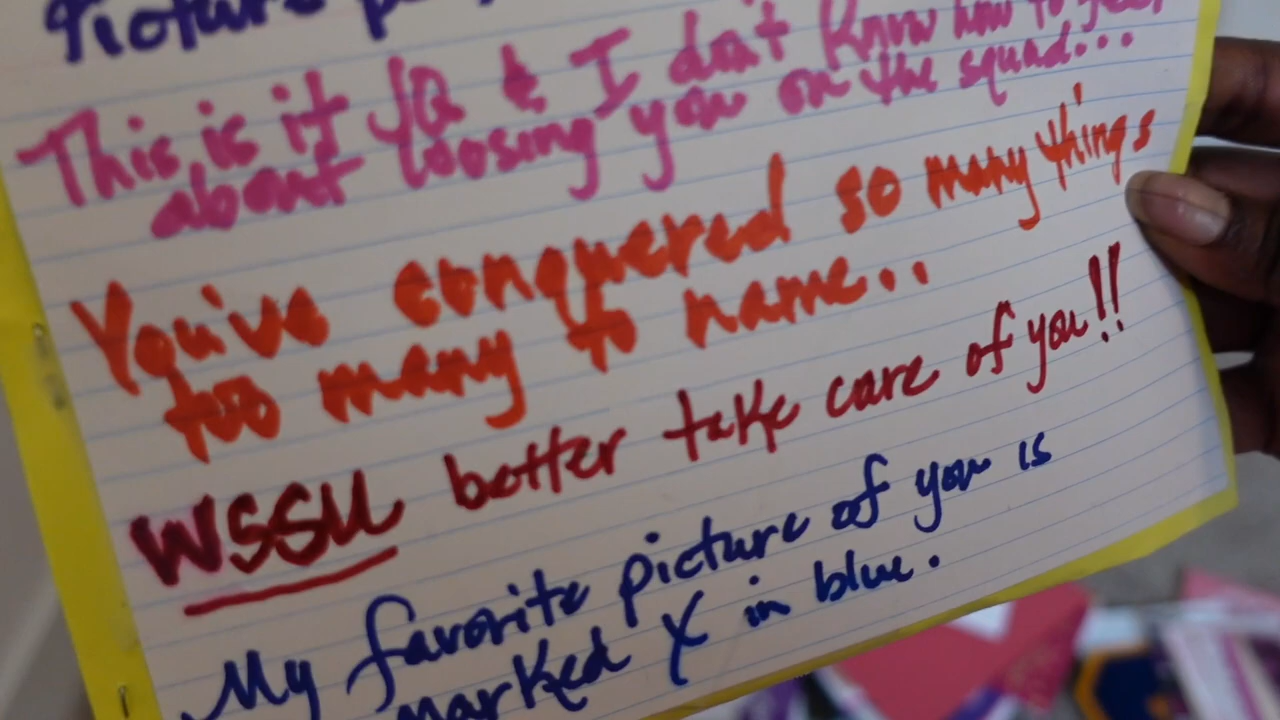 Picture
This is it JQ & I don't know how to feel
about loosing you on the squad...
You've conquered so many things
too many to name..
WSSU better take care of you!!
My favorite picture of you is
marked X in blue.